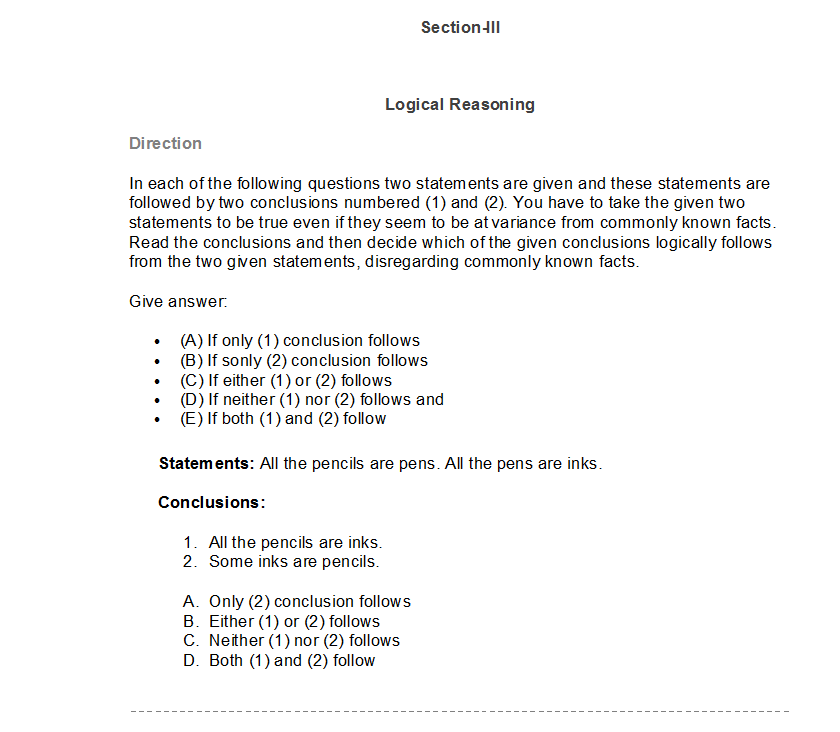 Section-III
Logical Reasoning
Direction
In each of the following questions two statements are given and these statements are
followed by two conclusions numbered (1) and (2). You have to take the given two
statements to be true even if they seem to be at variance from commonly known facts.
Read the conclusions and then decide which of the given conclusions logically follows
from the two given statements, disregarding commonly known facts.
Give answer:
• (A) If only (1) conclusion follows
• (B) If sonly (2) conclusion follows
• (C) If either (1) or (2) follows
• (D) If neither (1) nor (2) follows and
• (E) If both (1) and (2) follow
Statements: All the pencils are pens. All the pens are inks.
Conclusions:
1. All the pencils are inks.
2. Some inks are pencils.
A. Only (2) conclusion follows
B. Either (1) or (2) follows
C. Neither (1) nor (2) follows
D. Both (1) and (2) follow